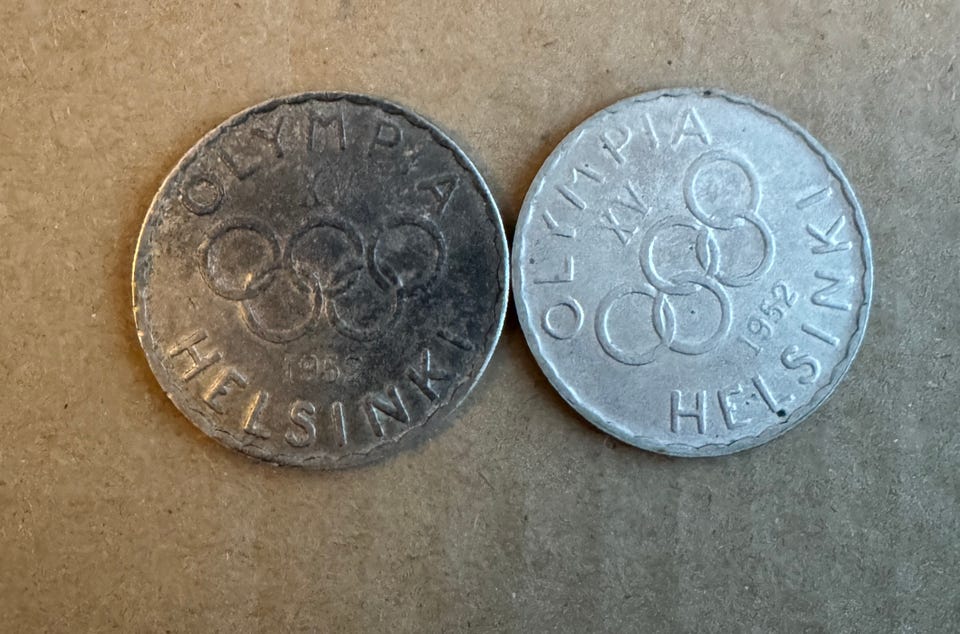 OLYMPIA
1952
HELSINKI
OLYMPIA
XV
1952
HELSINKI